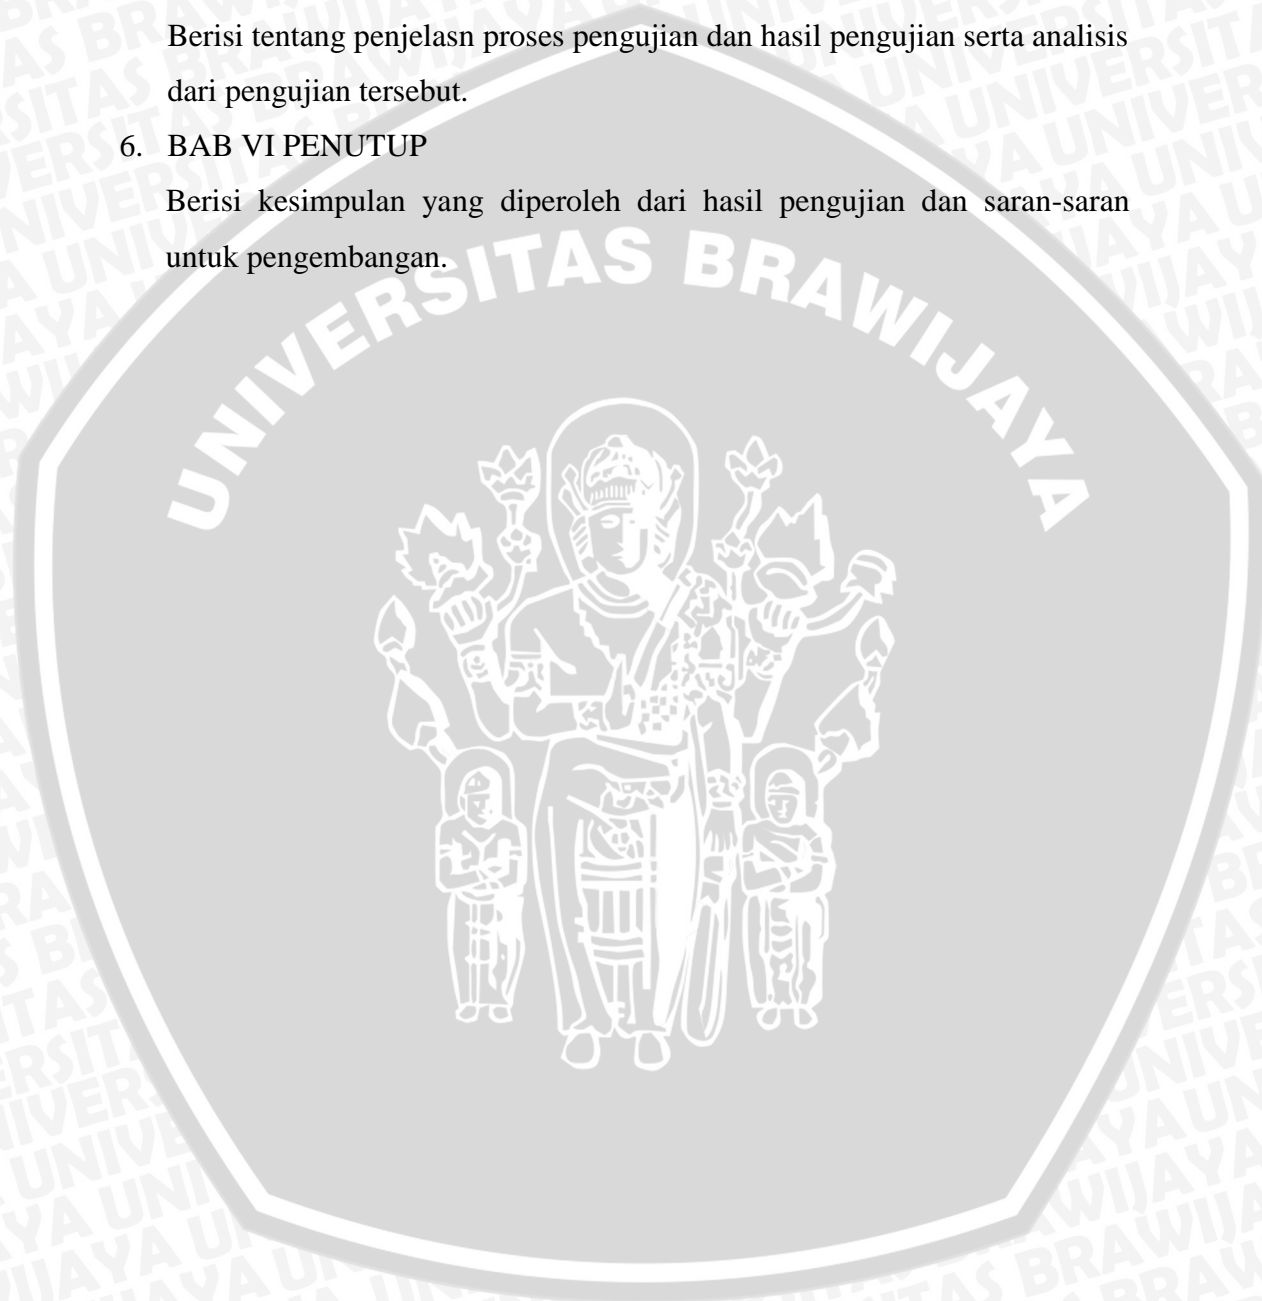 Berisi tentang penjelasn proses pengujian dan hasil pengujian serta analisis
dari pengujian tersebut.
6. BAB VI PENUTUP
Berisi kesimpulan yang diperoleh dari hasil pengujian dan saran-saran
untuk pengembangan.
UNIVERSITAS BRAWIJAYA